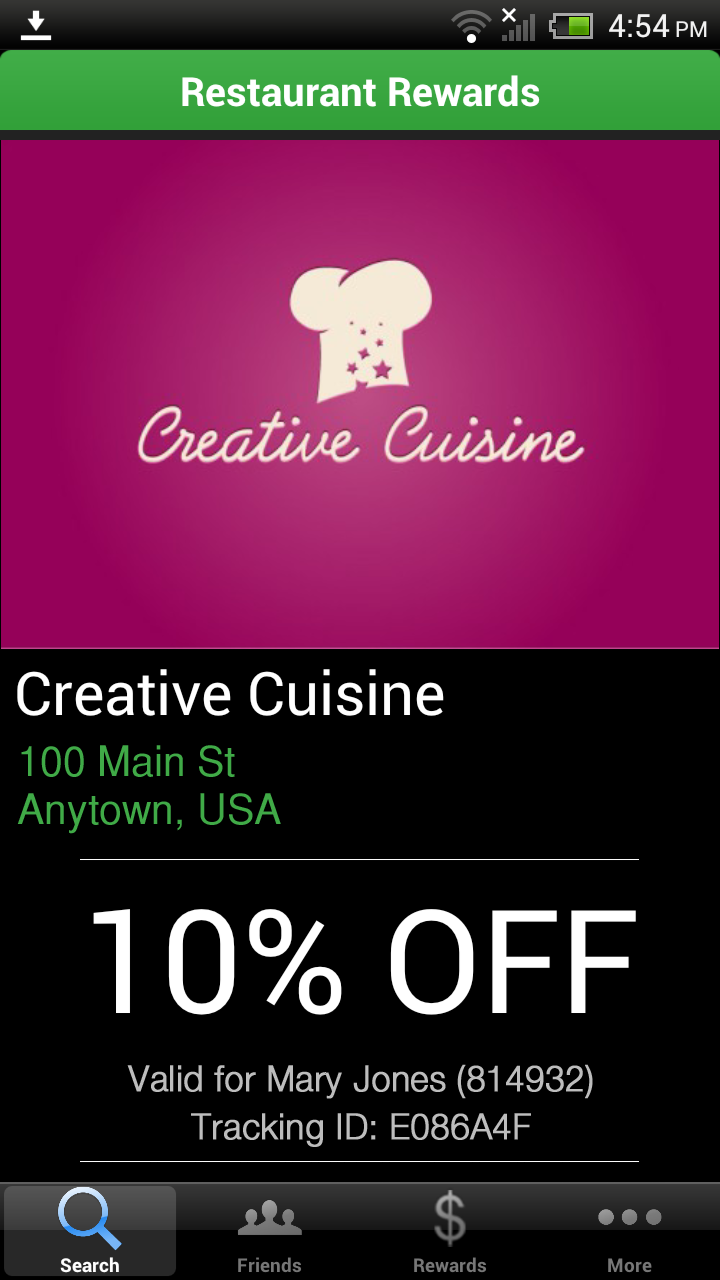 4:54 PM
Restaurant Rewards
Creative Cuisine
Creative Cuisine
100 Main St
Anytown, USA
10% OFF
Valid for Mary Jones (814932)
Tracking ID: E086A4F
Search Friends Rewards More